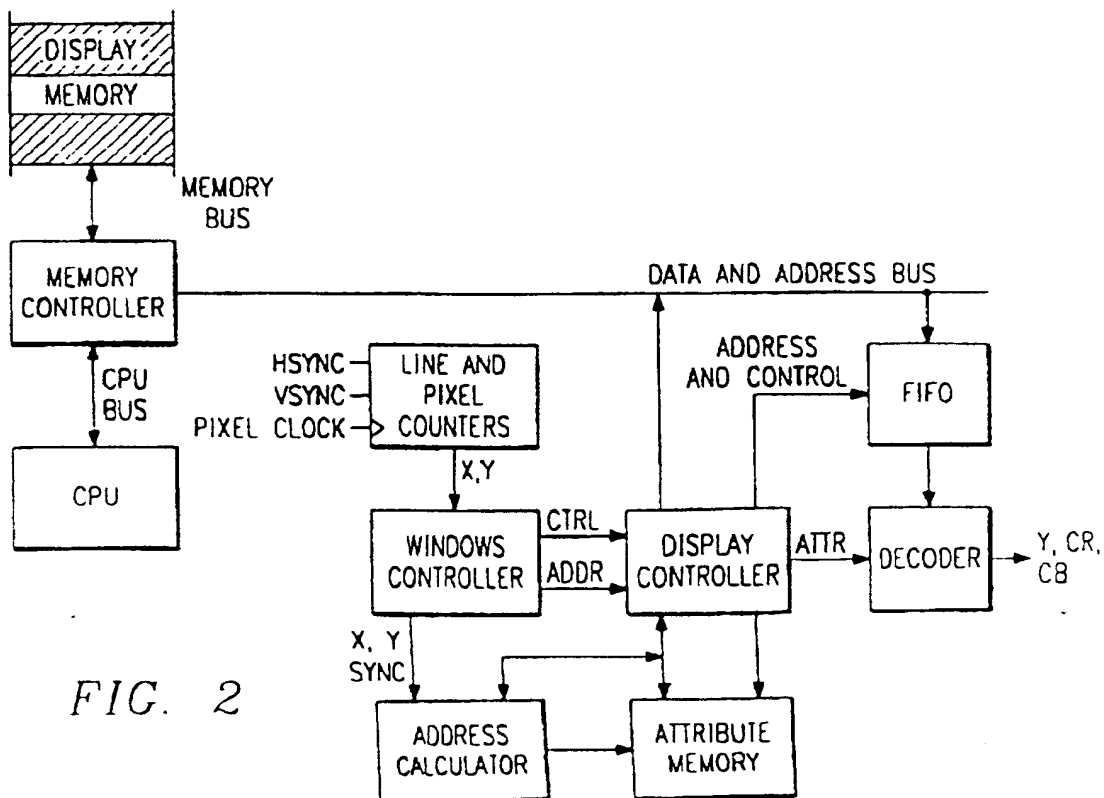 DISPLAY
MEMORY
MEMORY
BUS
MEMORY
CONTROLLER
DATA AND ADDRESS BUS
CPU
BUS
CPU
HSYNC
VSYNC
PIXEL CLOCK
LINE AND
PIXEL
COUNTERS
ADDRESS
AND CONTROL
FIFO
X,Y
WINDOWS
CONTROLLER
CTRL
ADDR
DISPLAY
CONTROLLER
ATTR
DECODER
Y, CR,
CB
X, Y
SYNC
ADDRESS
CALCULATOR
ATTRIBUTE
MEMORY
FIG. 2